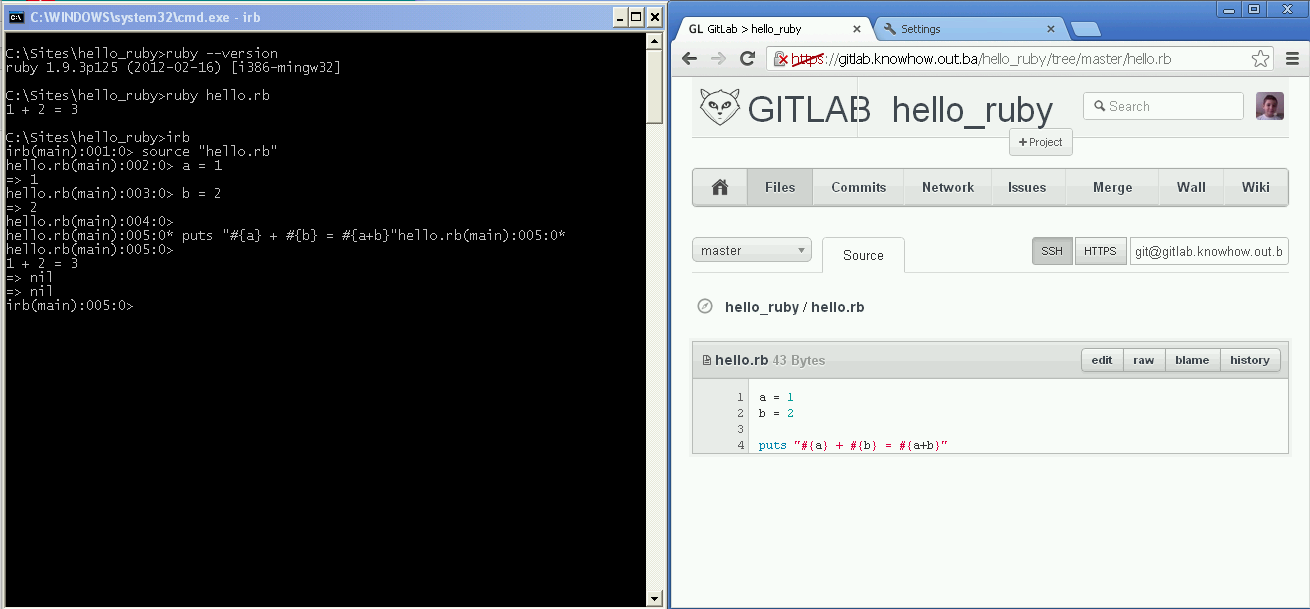 C:\WINDOWS\system32\cmd.exe - irb
C:\Sites\hello_ruby>ruby --version
ruby 1.9.3p125 (2012-02-16) [i386-mingw32]
C:\Sites\hello_ruby>ruby hello.rb
1 + 2 = 3
C:\Sites\hello_ruby>irb
irb(main):001:0> source "hello.rb"
hello.rb(main):002:0> a = 1
=> 1
hello.rb(main):003:0> b = 2
=> 2
hello.rb(main):004:0>
hello.rb(main):005:0* puts "#{a} + #{b} = #{a+b}"hello.rb(main):005:0*
hello.rb(main):005:0>
1 + 2 = 3
=> nil
=> nil
irb(main):005:0>
GL GitLab > hello_ruby
Settings
https://gitlab.knowhow.out.ba/hello_ruby/tree/master/hello.rb
GITLAB hello_ruby
Search
+Project
Files Commits Network Issues Merge Wall Wiki
master
Source
SSH HTTPS git@gitlab.knowhow.out.b
hello_ruby / hello.rb
hello.rb 43 Bytes
edit raw blame history
1 a = 1
2 b = 2
3
4 puts "#{a} + #{b} = #{a+b}"